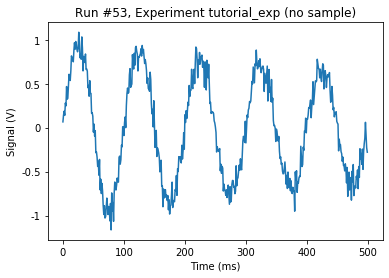 Run #53, Experiment tutorial_exp (no sample)
1
0.5
0
-0.5
-1
Signal (V)
0 100 200 300 400 500
Time (ms)